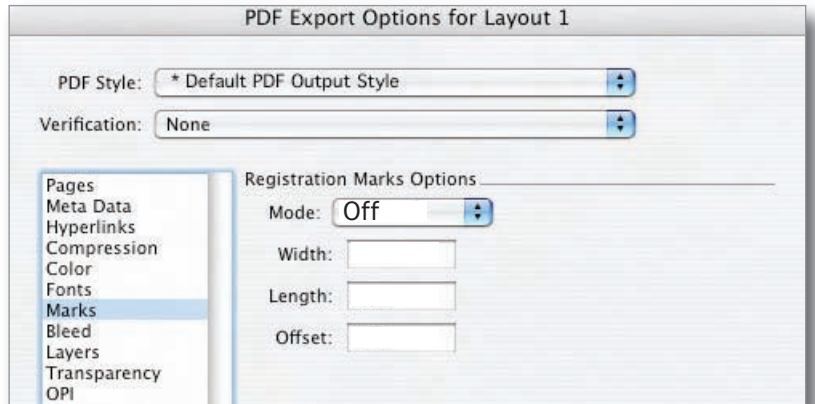 PDF Export Options for Layout 1
PDF Style: * Default PDF Output Style
Verification: None
Pages
Meta Data
Hyperlinks
Compression
Color
Fonts
Marks
Bleed
Layers
Transparency
OPI
Registration Marks Options
Mode: Off
Width:
Length:
Offset: